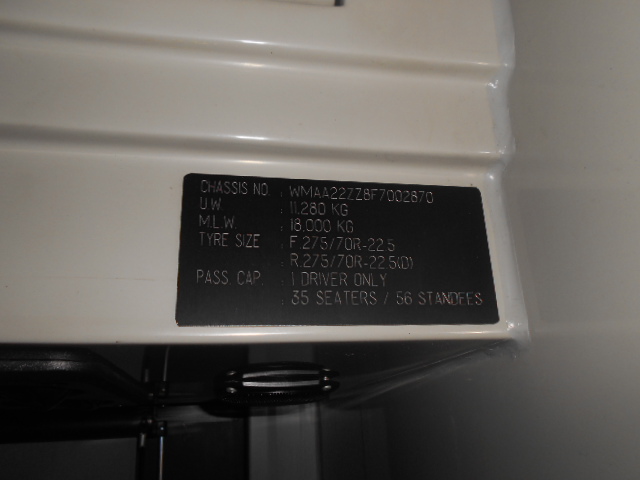 CHASSIS NO. : WMAA22ZZ8F7002870
U.W. : 11.280 KG
M.L.W. : 18.000 KG
TYRE SIZE : F.275/70R-22.5
: R.275/70R-22.5(D)
PASS. CAP. : 1 DRIVER ONLY
: 35 SEATERS / 56 STANDEES